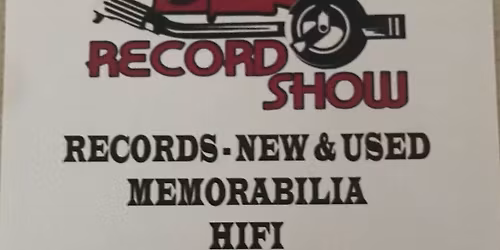 RECORD
SHOW
RECORDS - NEW & USED
MEMORABILIA
HIFI